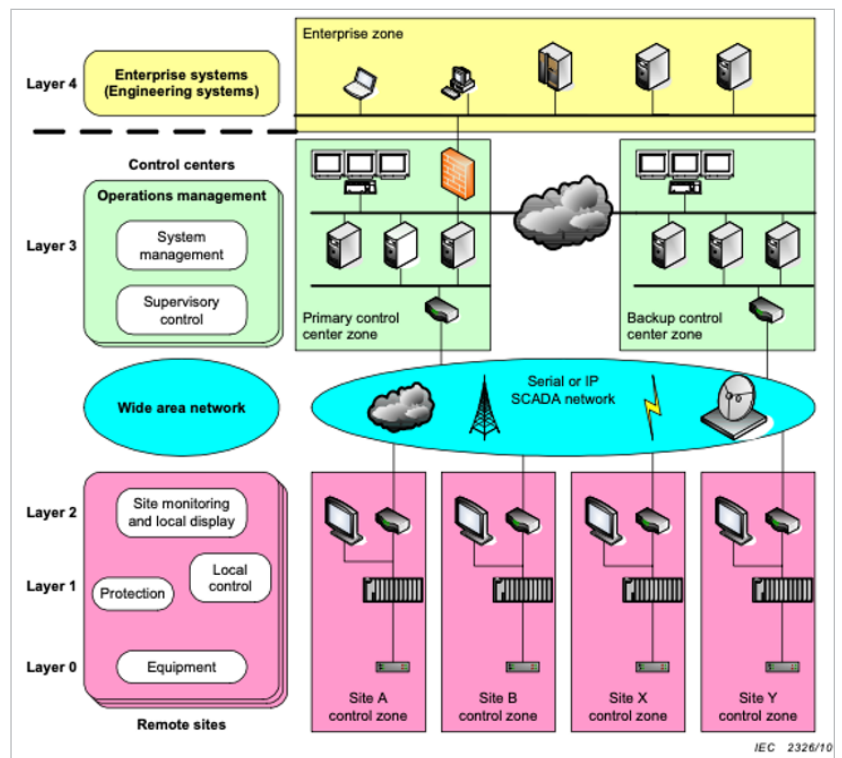 Enterprise zone
Layer 4
Enterprise systems
(Engineering systems)
Control centers
Operations management
Layer 3
System
management
Supervisory
control
Primary control
center zone
Backup control
center zone
Wide area network
Serial or IP
SCADA network
Layer 2
Site monitoring
and local display
Layer 1
Protection
Local
control
Layer 0
Equipment
Remote sites
Site A
control zone
Site B
control zone
Site X
control zone
Site Y
control zone
IEC 2326/10